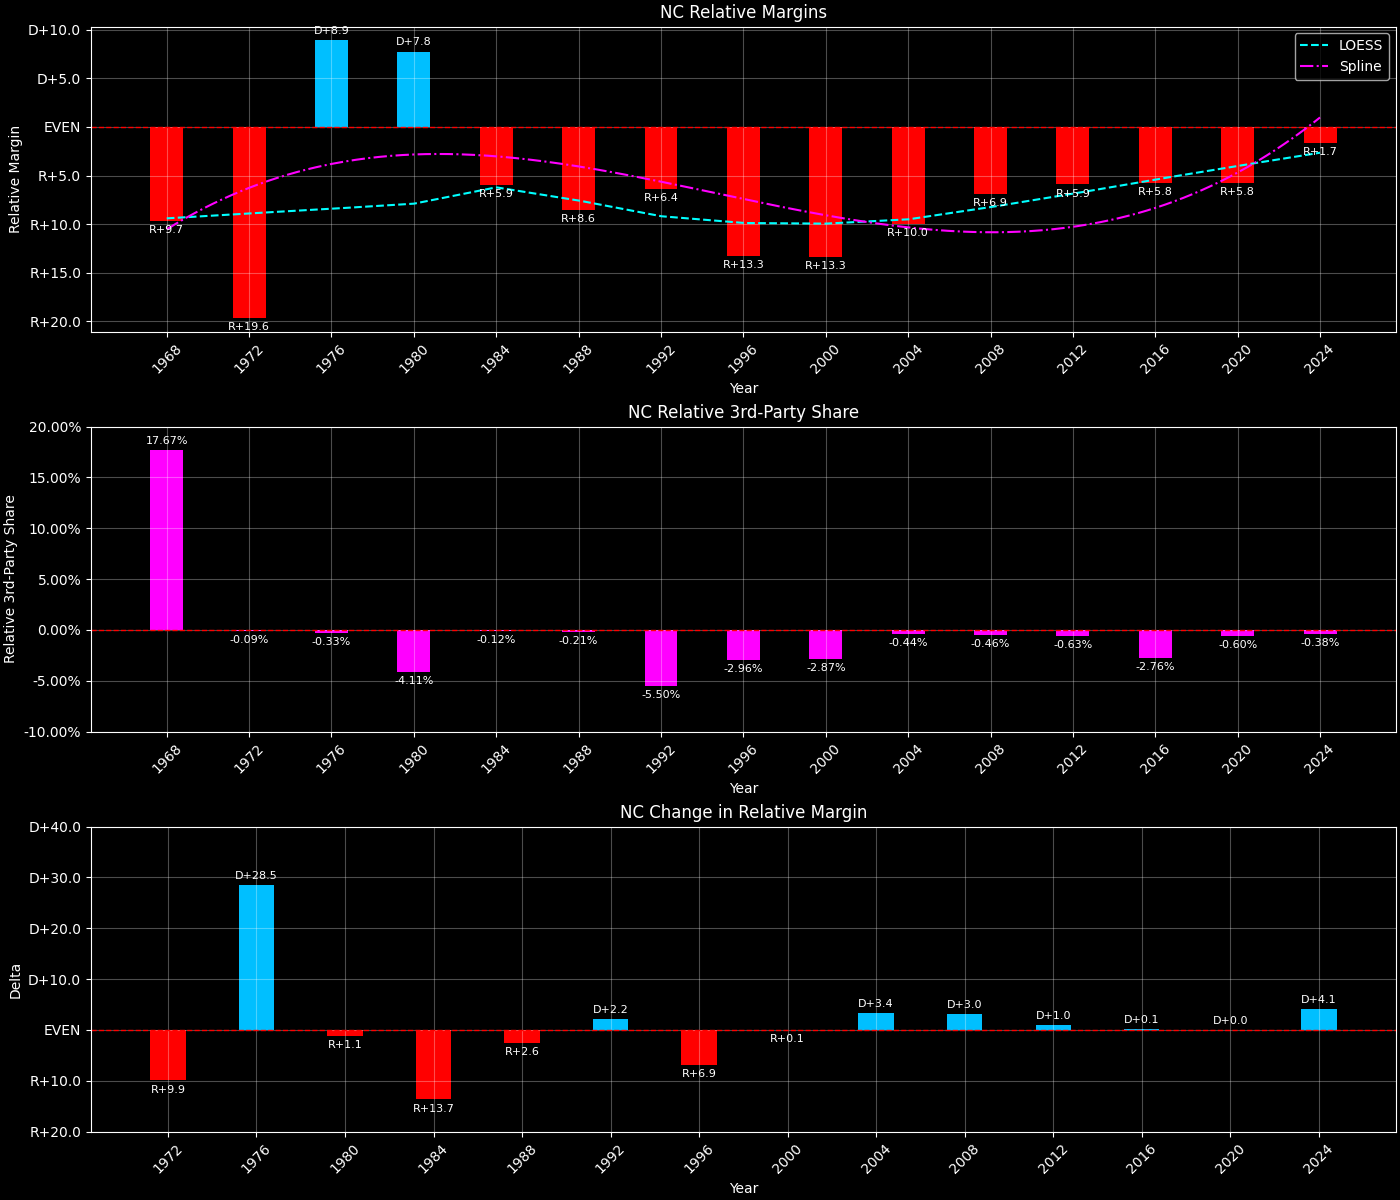 NC Relative Margins
D+10.0
D+5.0
EVEN
R+5.0
R+10.0
R+15.0
R+20.0
Relative Margin
LOESS
Spline
R+9.7
R+19.6
D+8.9
D+7.8
R+5.9
R+8.6
R+6.4
R+13.3
R+13.3
R+10.0
R+6.9
R+5.9
R+5.8
R+5.8
R+1.7
1968
1972
1976
1980
1984
1988
1992
1996
2000
2004
2008
2012
2016
2020
2024
Year
NC Relative 3rd-Party Share
20.00%
15.00%
10.00%
5.00%
0.00%
-5.00%
-10.00%
Relative 3rd-Party Share
17.67%
-0.09%
-0.33%
-4.11%
-0.12%
-0.21%
-5.50%
-2.96%
-2.87%
-0.44%
-0.46%
-0.63%
-2.76%
-0.60%
-0.38%
1968
1972
1976
1980
1984
1988
1992
1996
2000
2004
2008
2012
2016
2020
2024
Year
NC Change in Relative Margin
D+40.0
D+30.0
D+20.0
D+10.0
EVEN
R+10.0
R+20.0
Delta
R+9.9
D+28.5
R+1.1
R+13.7
R+2.6
D+2.2
R+6.9
R+0.1
D+3.4
D+3.0
D+1.0
D+0.1
D+0.0
D+4.1
1972
1976
1980
1984
1988
1992
1996
2000
2004
2008
2012
2016
2020
2024
Year